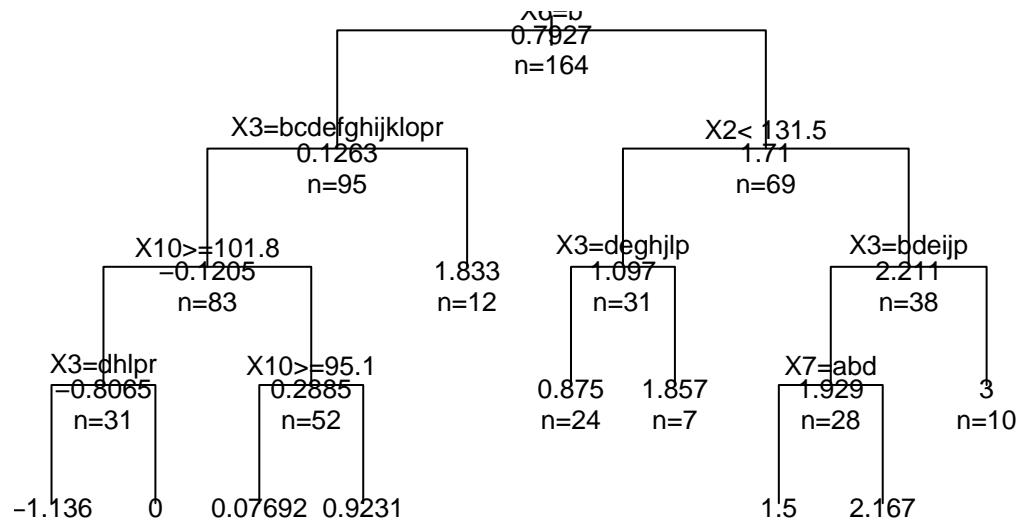 X6=b
0.7927
n=164
X3=bcdefghijklopr
0.1263
n=95
X2< 131.5
1.71
n=69
X10>=101.8
−0.1205
n=83
1.833
n=12
X3=deghjlp
1.097
n=31
X3=bdeijp
2.211
n=38
X3=dhlpr
−0.8065
n=31
X10>=95.1
0.2885
n=52
0.875
n=24
1.857
n=7
X7=abd
1.929
n=28
3
n=10
−1.136
0
0.07692
0.9231
1.5
2.167